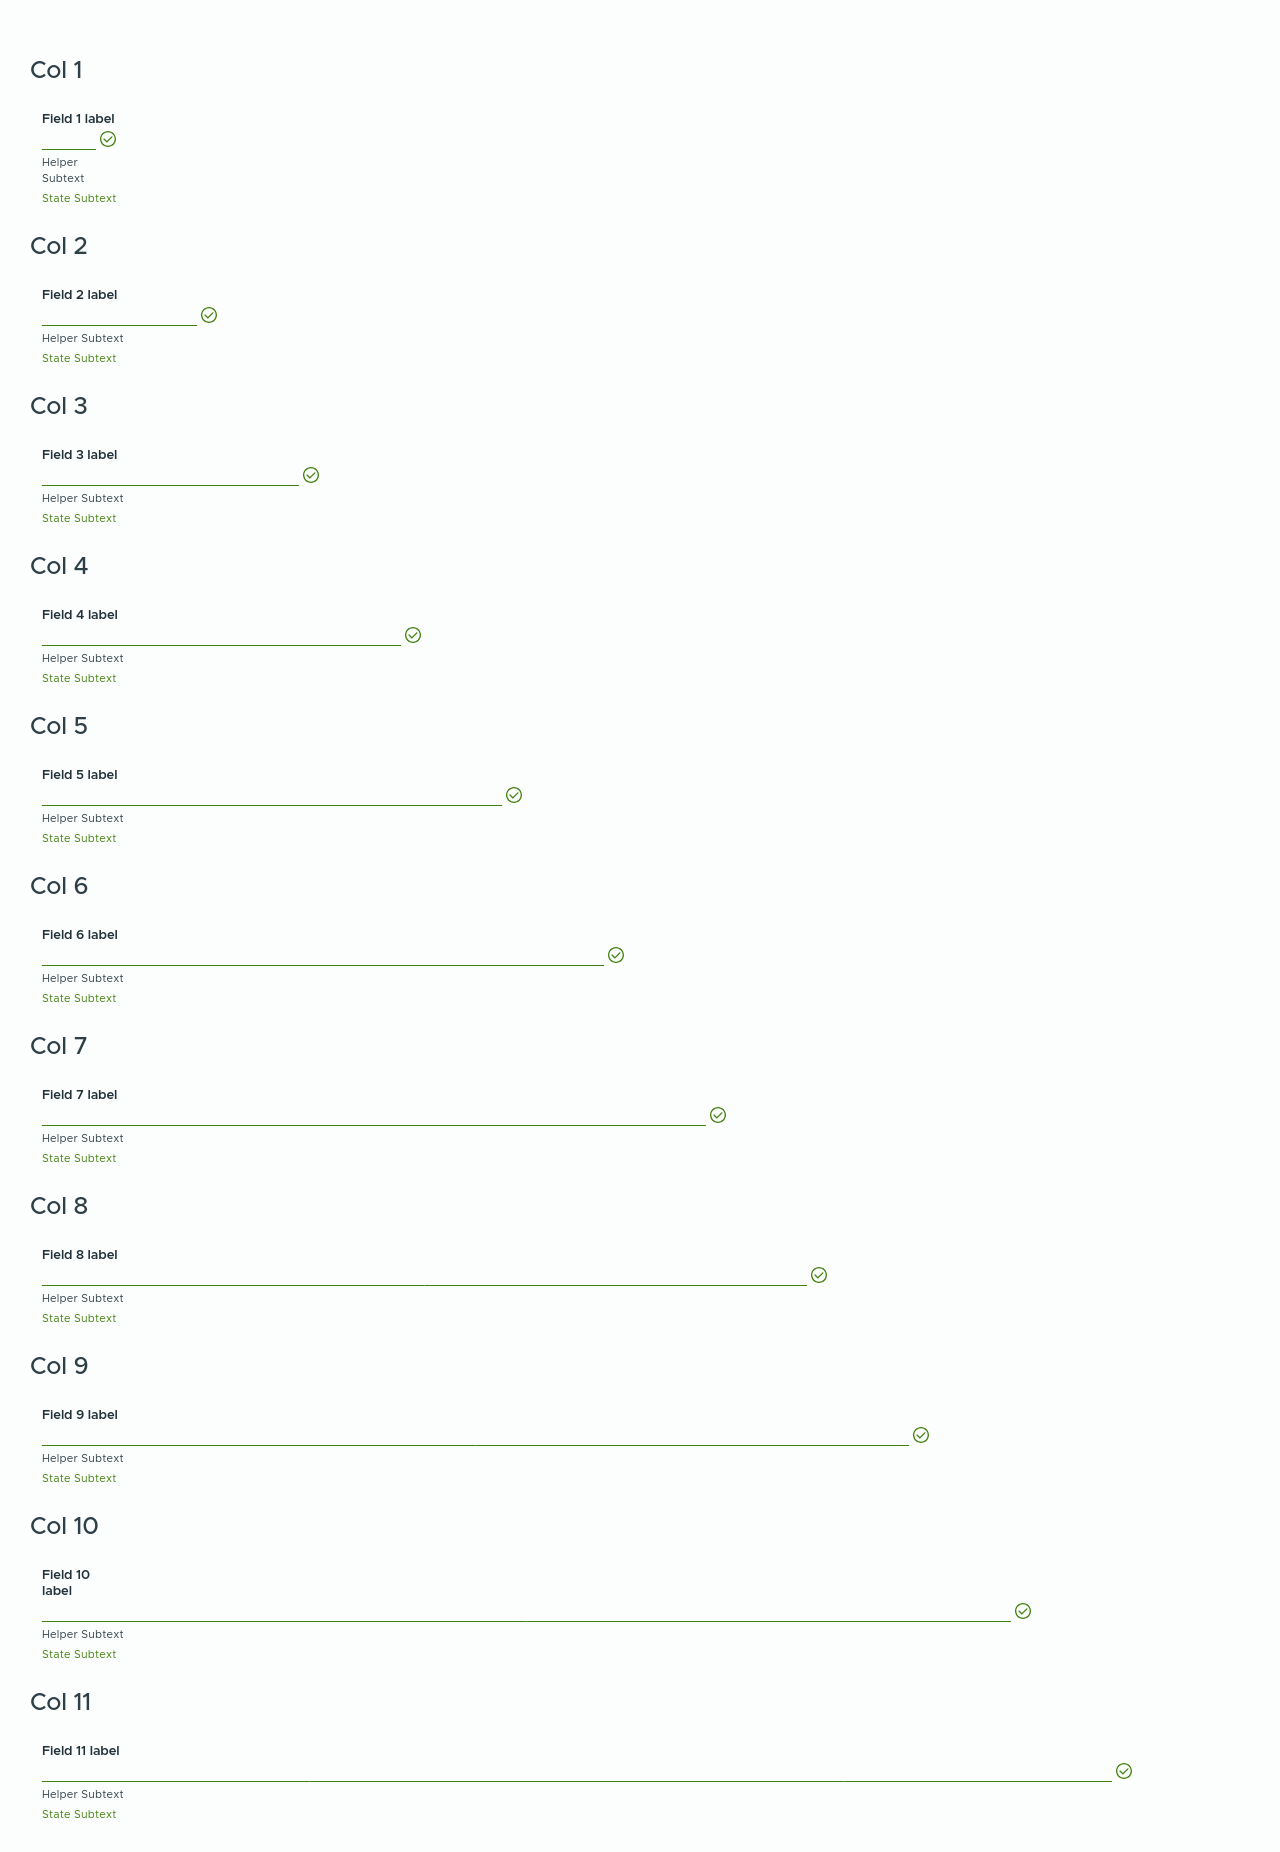 Col 1
Field 1 label
Helper
Subtext
State Subtext
Col 2
Field 2 label
Helper Subtext
State Subtext
Col 3
Field 3 label
Helper Subtext
State Subtext
Col 4
Field 4 label
Helper Subtext
State Subtext
Col 5
Field 5 label
Helper Subtext
State Subtext
Col 6
Field 6 label
Helper Subtext
State Subtext
Col 7
Field 7 label
Helper Subtext
State Subtext
Col 8
Field 8 label
Helper Subtext
State Subtext
Col 9
Field 9 label
Helper Subtext
State Subtext
Col 10
Field 10
label
Helper Subtext
State Subtext
Col 11
Field 11 label
Helper Subtext
State Subtext